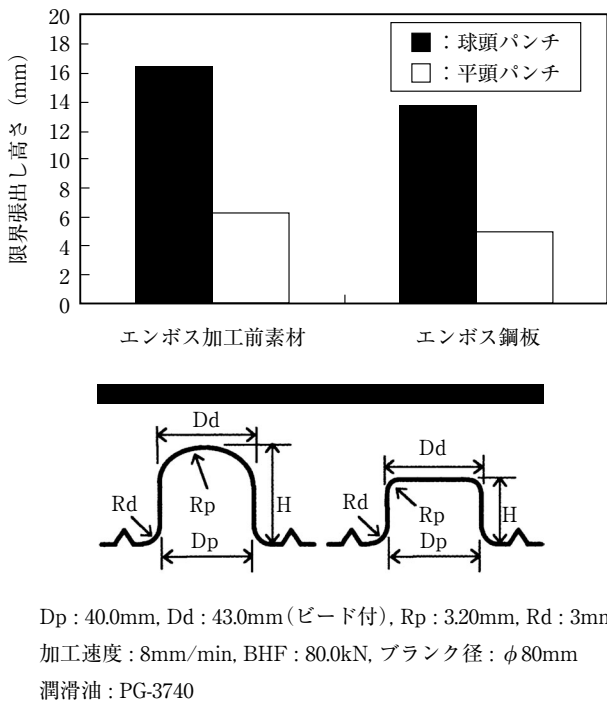 20
18
16
14
12
10
8
6
4
2
0
限界張出し高さ (mm)
■：球頭パンチ
□：平頭パンチ
エンボス加工前素材
エンボス鋼板
Dd
Rd
Rp
H
Dp
Dd
Rd
Rp
H
Dp
Dp : 40.0mm, Dd : 43.0mm(ビード付), Rp : 3.20mm, Rd : 3mm
加工速度 : 8mm/min, BHF : 80.0kN, ブランク径 : φ80mm
潤滑油 : PG-3740